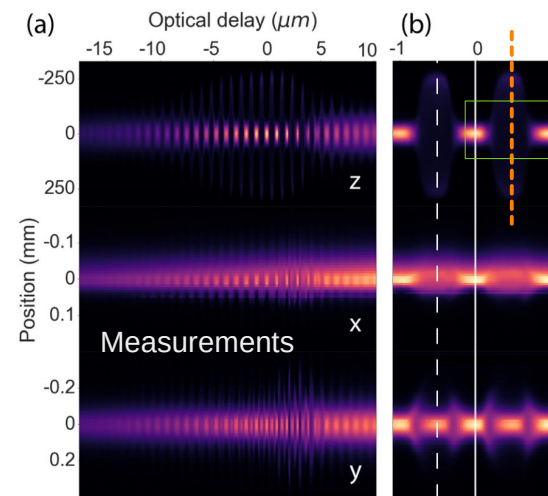 (a) Optical delay (μm) (b)
-15 -10 -5 0 5 10 -1 0
-250
0
250
z
Position (mm)
-0.1
0
0.1
x
Measurements
-0.2
0
0.2
y